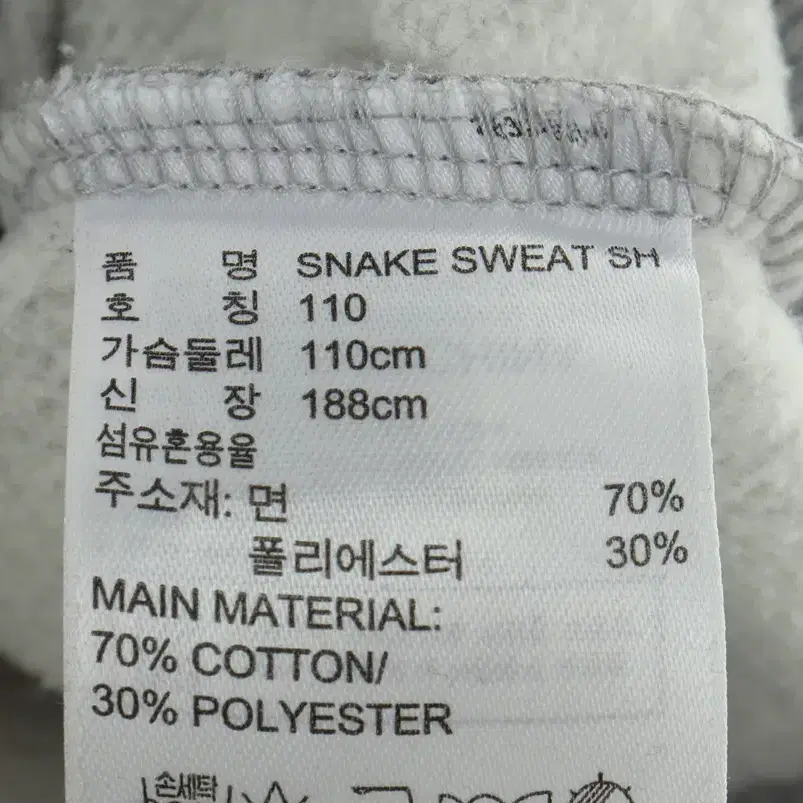 품 명 SNAKE SWEAT SH
호 칭 110
가슴둘레 110cm
신 장 188cm
섬유혼용율
주소재: 면 70%
폴리에스터 30%
MAIN MATERIAL:
70% COTTON/
30% POLYESTER
손세탁